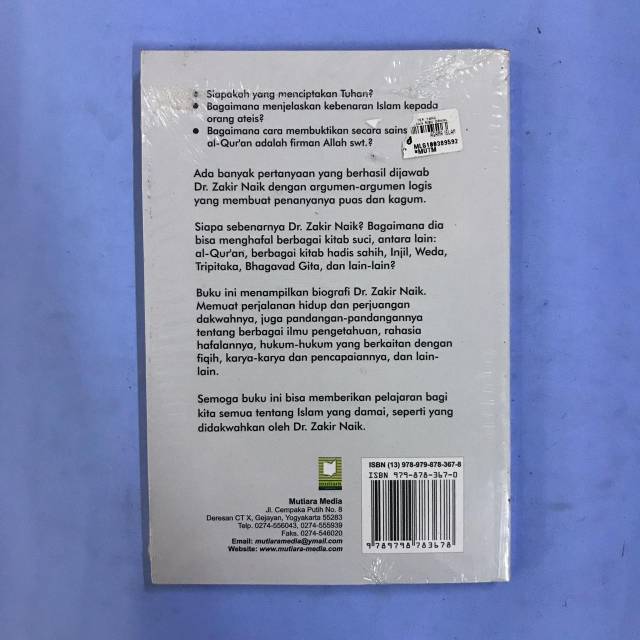 Siapakah yang menciptakan Tuhan?
Bagaimana menjelaskan kebenaran Islam kepada
orang ateis?
Bagaimana cara membuktikan secara sains
al-Qur'an adalah firman Allah swt.?
MLG100389592
*MUTM
Ada banyak pertanyaan yang berhasil dijawab
Dr. Zakir Naik dengan argumen-argumen logis
yang membuat penanyanya puas dan kagum.
Siapa sebenarnya Dr. Zakir Naik? Bagaimana dia
bisa menghafal berbagai kitab suci, antara lain:
al-Qur'an, berbagai kitab hadis sahih, Injil, Weda,
Tripitaka, Bhagavad Gita, dan lain-lain?
Buku ini menampilkan biografi Dr. Zakir Naik.
Memuat perjalanan hidup dan perjuangan
dakwahnya, juga pandangan-pandangannya
tentang berbagai ilmu pengetahuan, rahasia
hafalannya, hukum-hukum yang berkaitan dengan
fiqih, karya-karya dan pencapaiannya, dan lain-
lain.
Semoga buku ini bisa memberikan pelajaran bagi
kita semua tentang Islam yang damai, seperti yang
didakwahkan oleh Dr. Zakir Naik.
Mutiara Media
Jl. Cempaka Putih No. 8
Deresan CT X, Gejayan, Yogyakarta 55283
Telp. 0274-556043, 0274-555939
Faks. 0274-546020
Email: mutiaramedia@ymail.com
Website: www.mutiara-media.com
ISBN (13) 978-979-878-367-8
ISBN 979-878-367-0
9 789798 783678